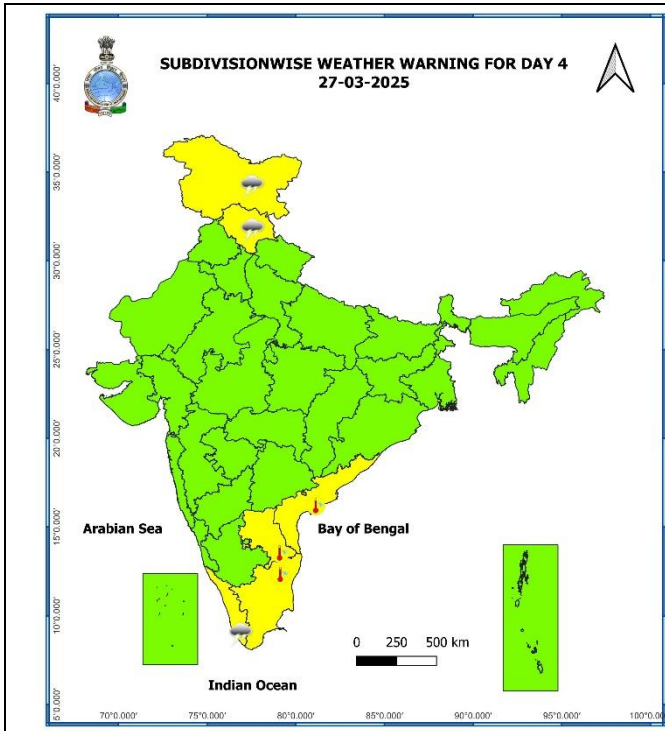 SUBDIVISIONWISE WEATHER WARNING FOR DAY 4
27-03-2025
40°0.000'
35°0.000'
30°0.000'
25°0.000'
20°0.000'
15°0.000'
10°0.000'
5°0.000'
Arabian Sea
Bay of Bengal
0 250 500 km
Indian Ocean
70°0.000' 75°0.000' 80°0.000' 85°0.000' 90°0.000' 95°0.000' 100°0.000'